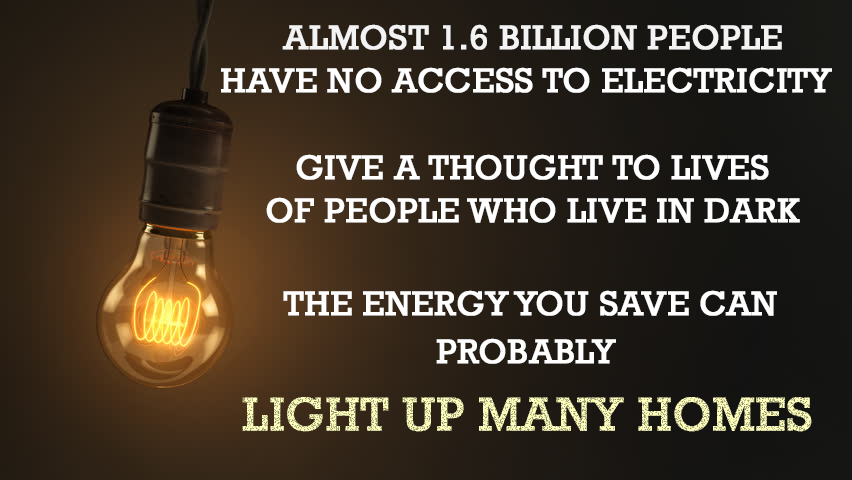 ALMOST 1.6 BILLION PEOPLE
HAVE NO ACCESS TO ELECTRICITY
GIVE A THOUGHT TO LIVES
OF PEOPLE WHO LIVE IN DARK
THE ENERGY YOU SAVE CAN
PROBABLY
LIGHT UP MANY HOMES